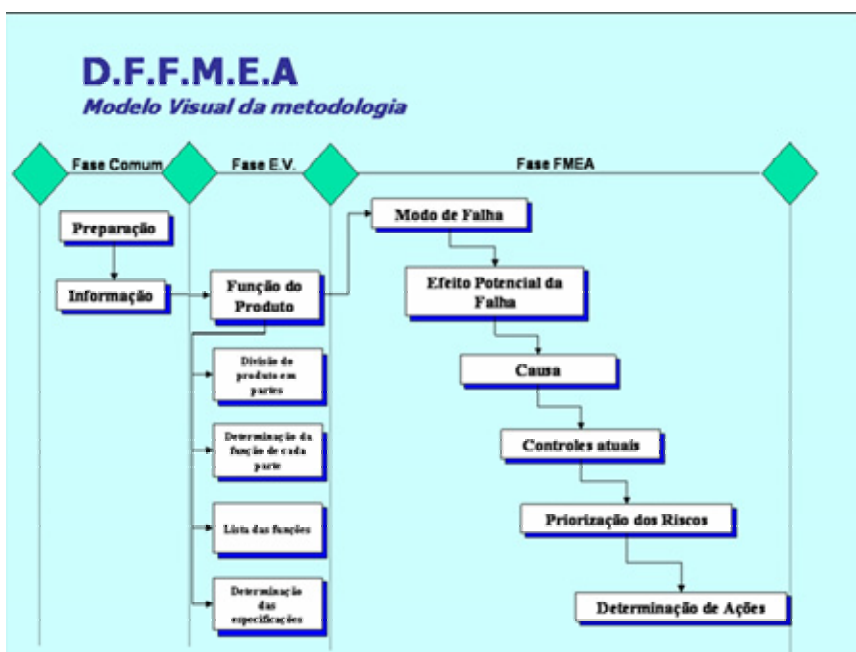 D.F.F.M.E.A
Modelo Visual da metodologia
Fase Comum
Fase E.V.
Fase FMEA
Preparação
Informação
Função do
Produto
Divisão do
produto em
partes
Determinação da
função de cada
parte
Lista das funções
Determinação
das
especificações
Modo de Falha
Efeito Potencial da
Falha
Causa
Controles atuais
Priorização dos Riscos
Determinação de Ações